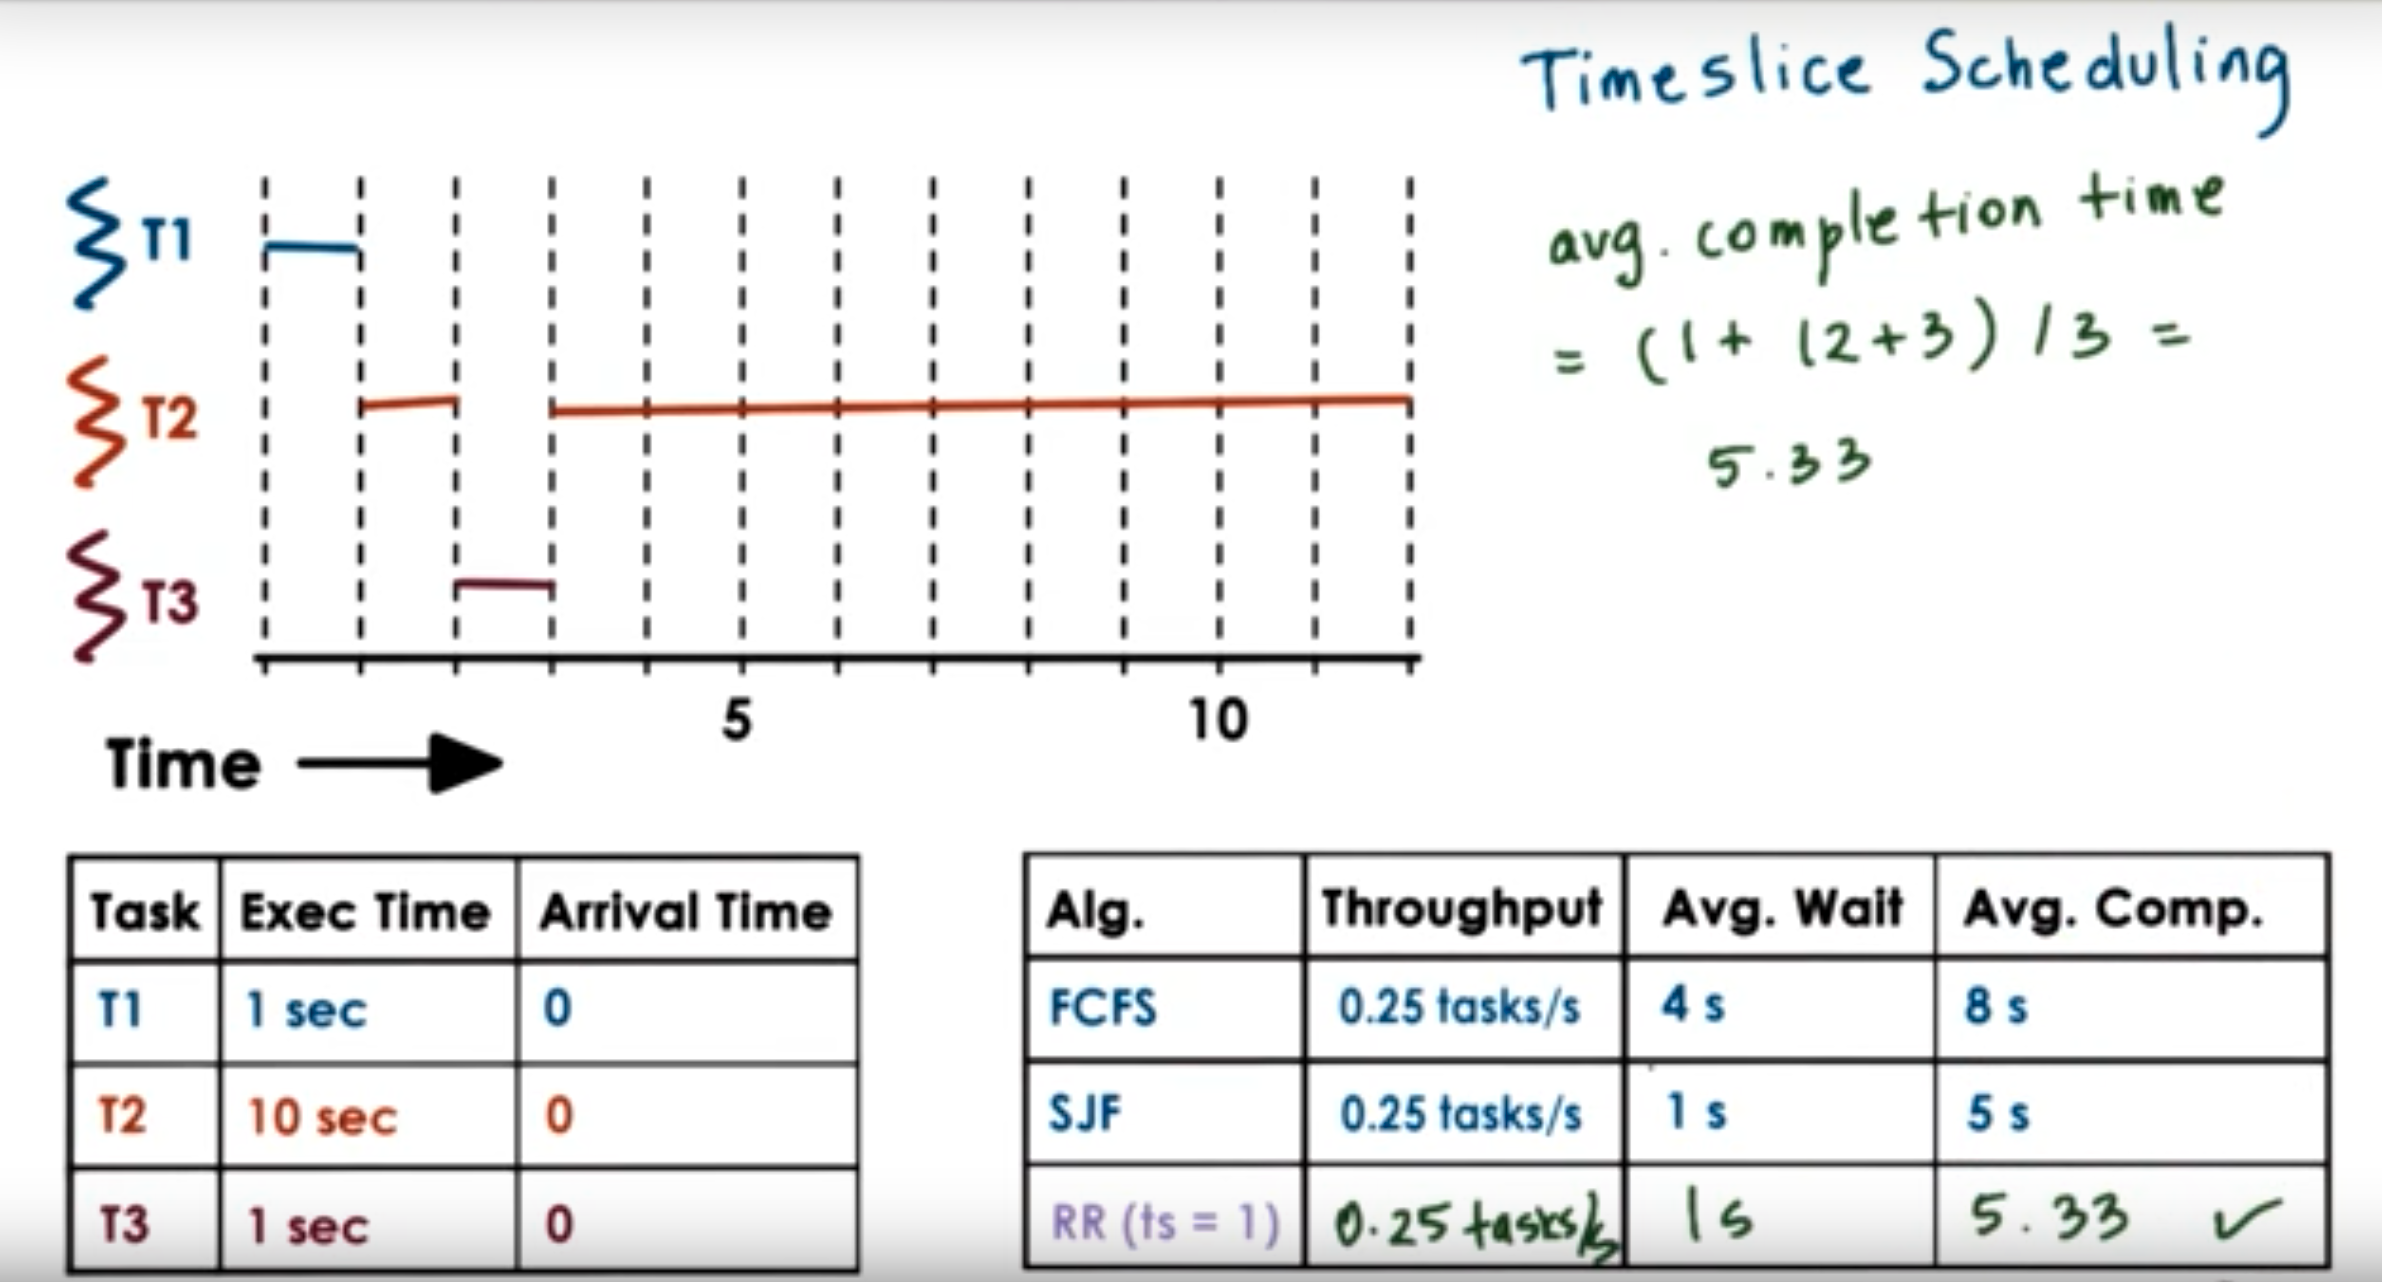 Timeslice Scheduling
avg. completion time
= (1 + 12+3) / 3 =
5.33
T1
T2
T3
5 10
Time
Task Exec Time Arrival Time
T1 1 sec 0
T2 10 sec 0
T3 1 sec 0
Alg. Throughput Avg. Wait Avg. Comp.
FCFS 0.25 tasks/s 4 s 8 s
SJF 0.25 tasks/s 1 s 5 s
RR (ts = 1) 0.25 tasks/s 1s 5.33 ✓